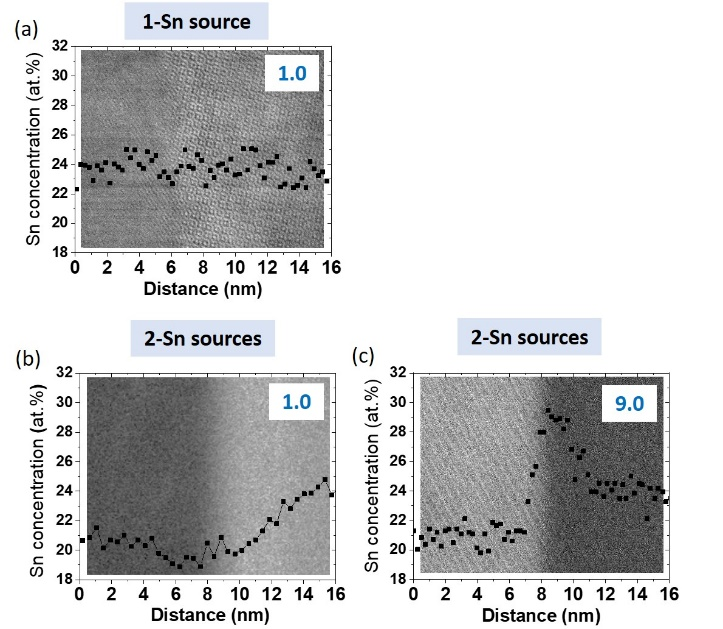 (a)
1-Sn source
1.0
Sn concentration (at.%)
32
30
28
26
24
22
20
18
0 2 4 6 8 10 12 14 16
Distance (nm)
(b)
2-Sn sources
1.0
Sn concentration (at.%)
32
30
28
26
24
22
20
18
0 2 4 6 8 10 12 14 16
Distance (nm)
(c)
2-Sn sources
9.0
Sn concentration (at.%)
32
30
28
26
24
22
20
18
0 2 4 6 8 10 12 14 16
Distance (nm)